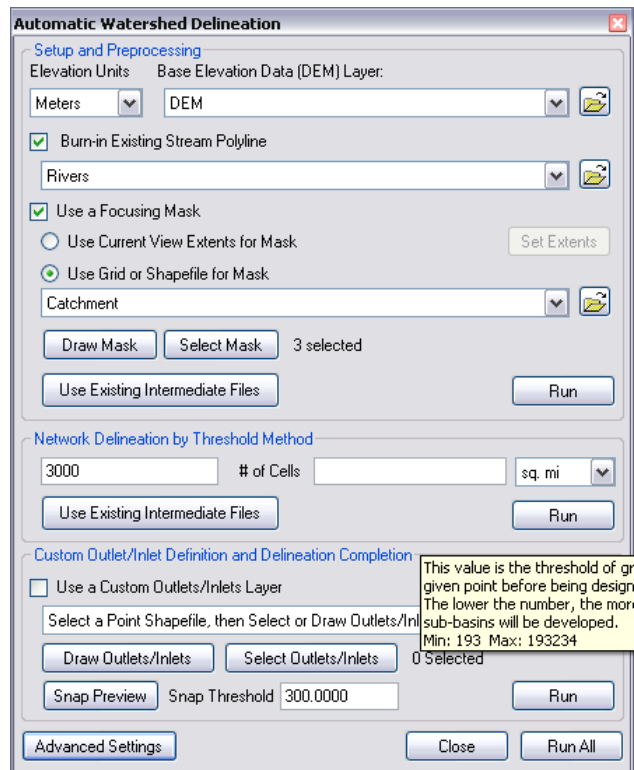 Automatic Watershed Delineation
Setup and Preprocessing
Elevation Units Base Elevation Data (DEM) Layer:
Meters DEM
Burn-in Existing Stream Polyline
Rivers
Use a Focusing Mask
Use Current View Extents for Mask Set Extents
Use Grid or Shapefile for Mask
Catchment
Draw Mask Select Mask 3 selected
Use Existing Intermediate Files Run
Network Delineation by Threshold Method
3000 # of Cells sq. mi
Use Existing Intermediate Files Run
Custom Outlet/Inlet Definition and Delineation Completion
This value is the threshold of gr
given point before being design
The lower the number, the more
sub-basins will be developed.
Min: 193 Max: 193234
Use a Custom Outlets/Inlets Layer
Select a Point Shapefile, then Select or Draw Outlets/Inl
Draw Outlets/Inlets Select Outlets/Inlets 0 Selected
Snap Preview Snap Threshold 300.0000 Run
Advanced Settings Close Run All